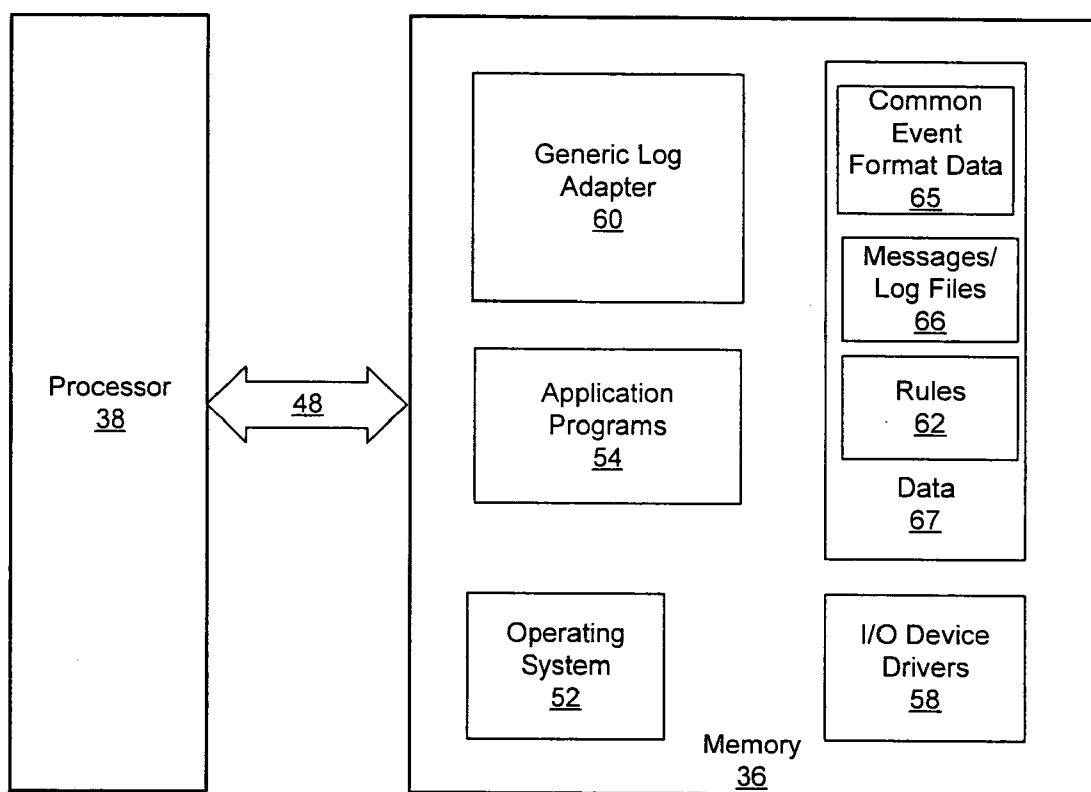 Processor
38
48
Generic Log
Adapter
60
Application
Programs
54
Operating
System
52
Common
Event
Format Data
65
Messages/
Log Files
66
Rules
62
Data
67
I/O Device
Drivers
58
Memory
36